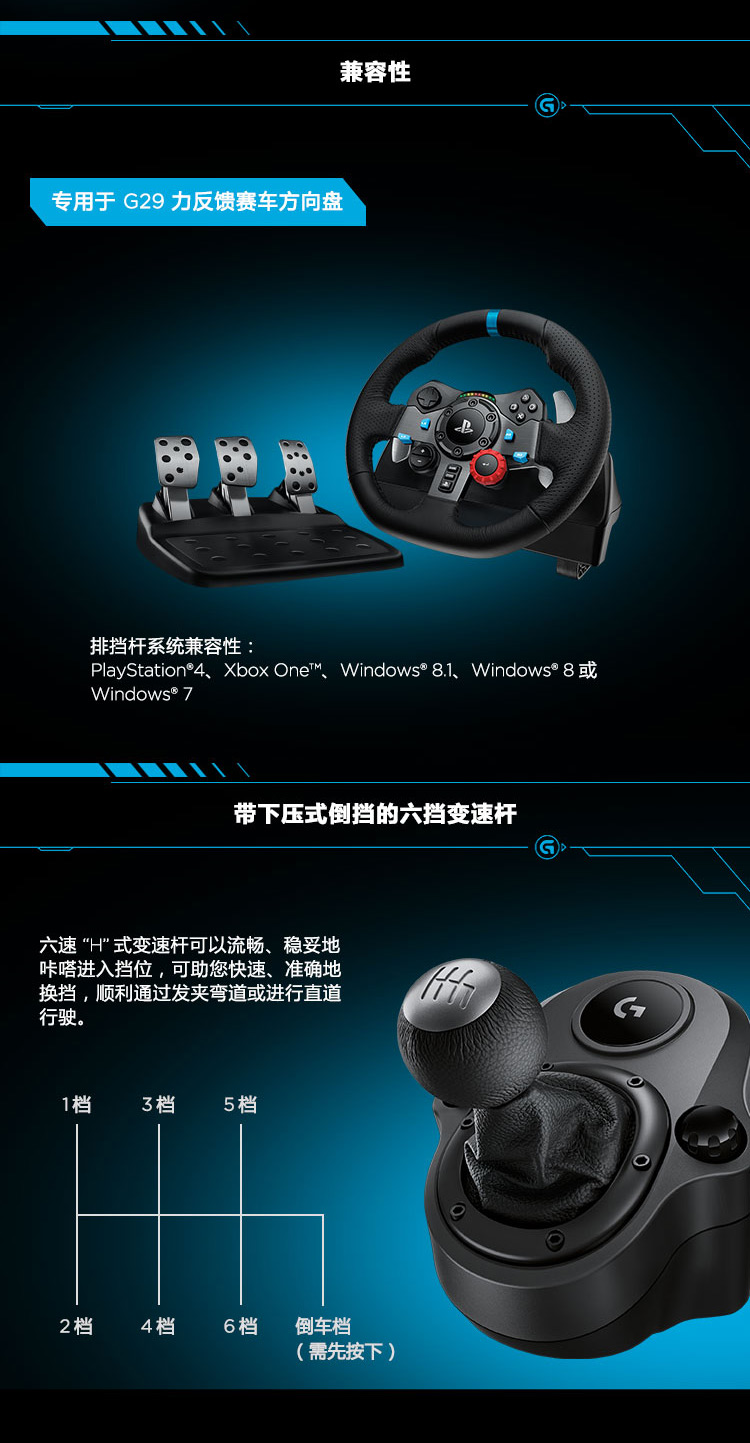 兼容性
专用于 G29 力反馈赛车方向盘
排挡杆系统兼容性：
PlayStation®4、Xbox One™、Windows® 8.1、Windows® 8 或
Windows® 7
带下压式倒挡的六挡变速杆
六速 “H” 式变速杆可以流畅、稳妥地
咔嗒进入挡位，可助您快速、准确地
换挡，顺利通过发夹弯道或进行直道
行驶。
1档 3档 5档
2档 4档 6档 倒车档
（需先按下）